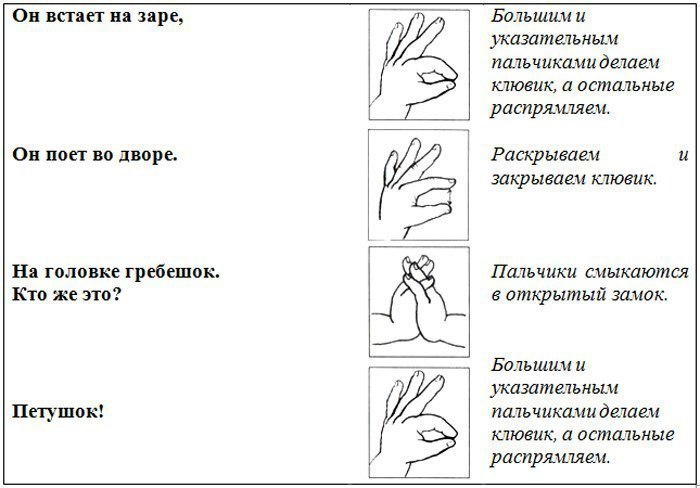 Он встает на заре,
Большим и
указательным
пальчиками делаем
клювик, а остальные
распрямляем.
Он поет во дворе.
Раскрываем и
закрываем клювик.
На головке гребешок.
Кто же это?
Пальчики смыкаются
в открытый замок.
Петушок!
Большим и
указательным
пальчиками делаем
клювик, а остальные
распрямляем.